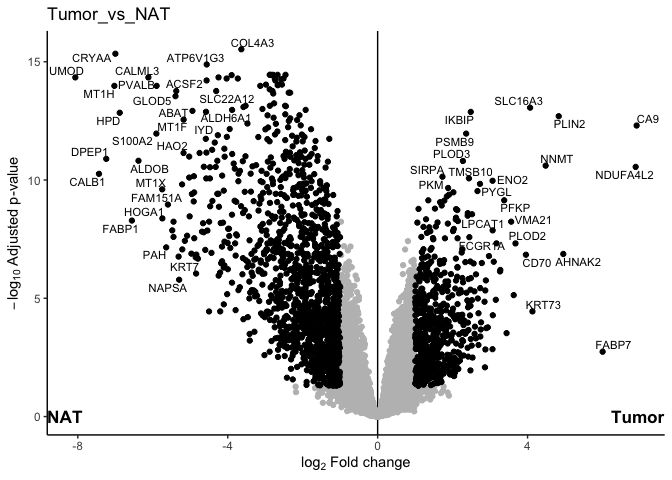 Tumor_vs_NAT
COL4A3
CRYAA
ATP6V1G3
UMOD
CALML3
PVALB
ACSF2
MT1H
GLOD5
SLC22A12
SLC16A3
HPD
ABAT
ALDH6A1
IKBIP
PLIN2
CA9
MT1F
IYD
S100A2
HAO2
PSMB9
DPEP1
PLOD3
NNMT
ALDOB
SIRPA
TMSB10
NDUFA4L2
CALB1
MT1X
PKM
ENO2
FAM151A
PYGL
HOGA1
PFKP
FABP1
LPCAT1
VMA21
PLOD2
PAH
FCGR1A
KRT7
CD70
AHNAK2
NAPSA
KRT73
FABP7
NAT
Tumor
15
10
5
0
−log10 Adjusted p-value
-8
-4
0
4
log2 Fold change